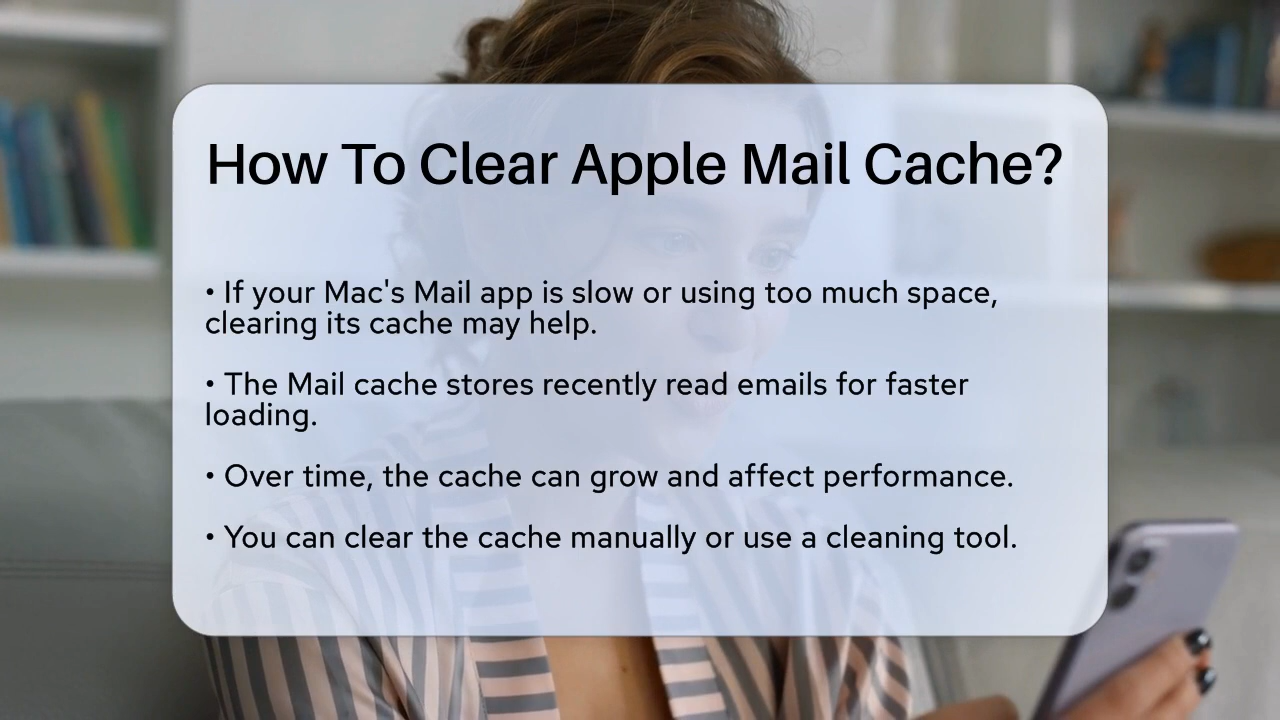 How To Clear Apple Mail Cache?
• If your Mac's Mail app is slow or using too much space,
clearing its cache may help.
• The Mail cache stores recently read emails for faster
loading.
• Over time, the cache can grow and affect performance.
• You can clear the cache manually or use a cleaning tool.